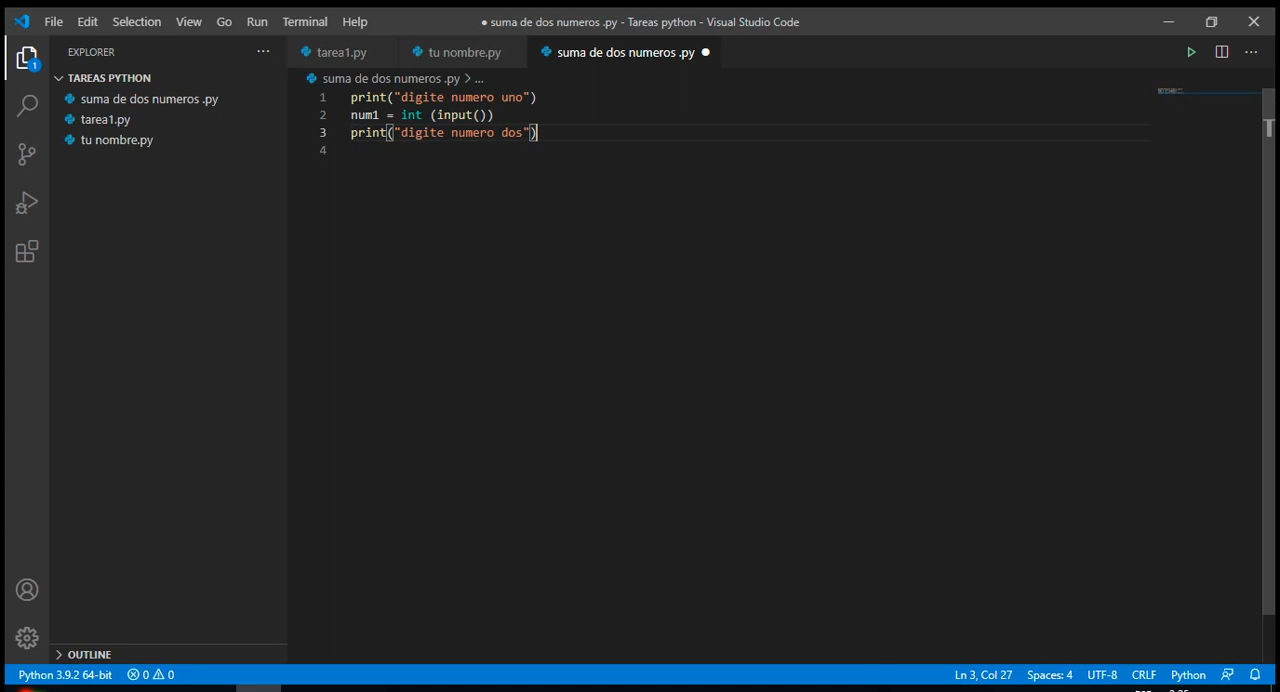 File Edit Selection View Go Run Terminal Help
● suma de dos numeros .py - Tareas python - Visual Studio Code
EXPLORER
1
TAREAS PYTHON
suma de dos numeros .py
tarea1.py
tu nombre.py
tarea1.py tu nombre.py suma de dos numeros .py
suma de dos numeros .py > ...
1 print("digite numero uno")
2 num1 = int (input())
3 print("digite numero dos")
4
OUTLINE
Python 3.9.2 64-bit 0 0 Ln 3, Col 27 Spaces: 4 UTF-8 CRLF Python